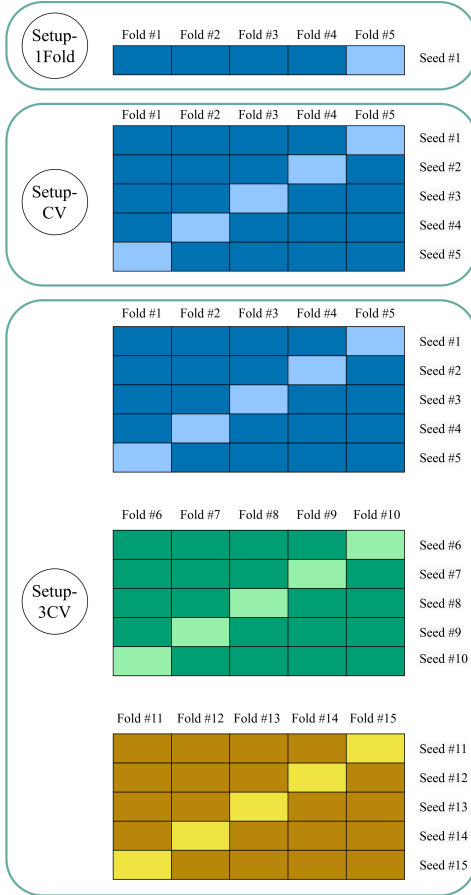 Setup-
1Fold
Fold #1 Fold #2 Fold #3 Fold #4 Fold #5
Seed #1
Setup-
CV
Fold #1 Fold #2 Fold #3 Fold #4 Fold #5
Seed #1
Seed #2
Seed #3
Seed #4
Seed #5
Setup-
3CV
Fold #1 Fold #2 Fold #3 Fold #4 Fold #5
Seed #1
Seed #2
Seed #3
Seed #4
Seed #5
Fold #6 Fold #7 Fold #8 Fold #9 Fold #10
Seed #6
Seed #7
Seed #8
Seed #9
Seed #10
Fold #11 Fold #12 Fold #13 Fold #14 Fold #15
Seed #11
Seed #12
Seed #13
Seed #14
Seed #15